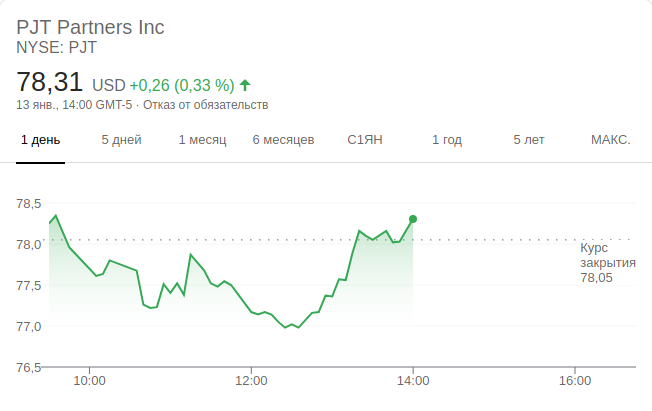 PJT Partners Inc
NYSE: PJT
78,31 USD +0,26 (0,33 %)
13 янв., 14:00 GMT-5 · Отказ от обязательств
1 день 5 дней 1 месяц 6 месяцев С1ЯН 1 год 5 лет МАКС.
78,5
78,0
77,5
77,0
76,5
Курс
закрытия
78,05
10:00 12:00 14:00 16:00